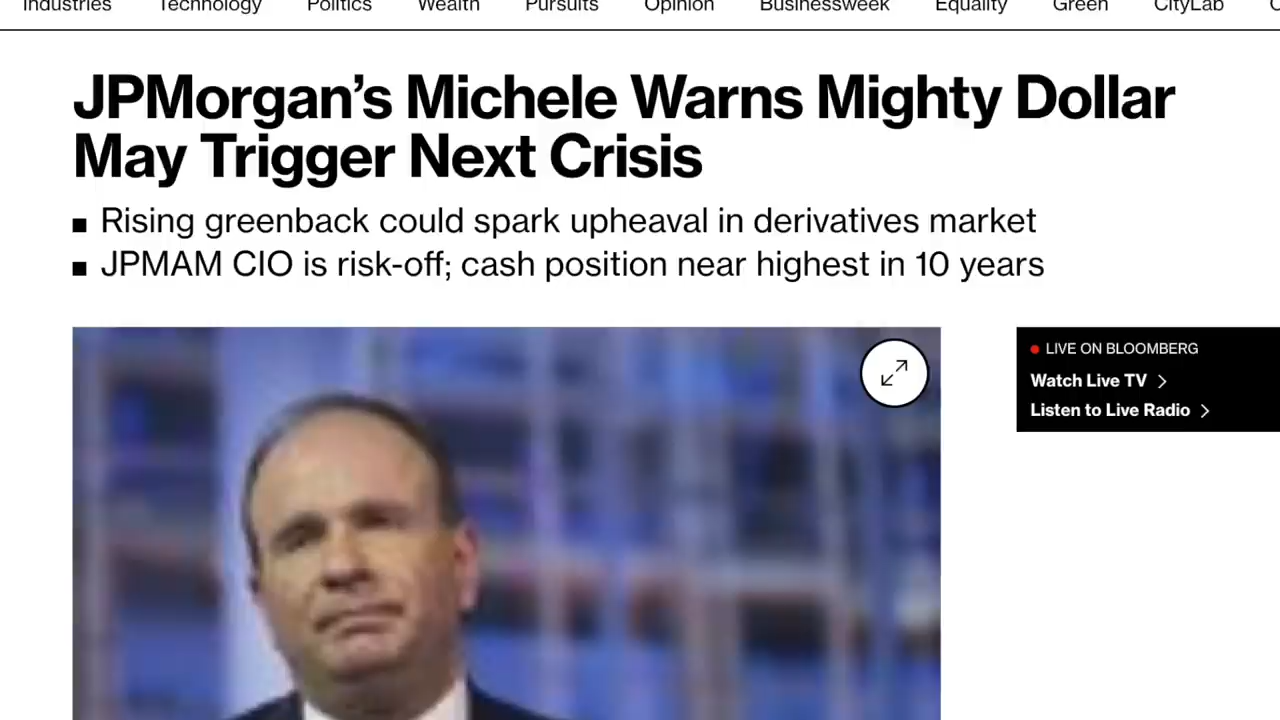 Industries Technology Politics Wealth Pursuits Opinion Businessweek Equality Green CityLab
JPMorgan’s Michele Warns Mighty Dollar
May Trigger Next Crisis
■ Rising greenback could spark upheaval in derivatives market
■ JPMAM CIO is risk-off; cash position near highest in 10 years
LIVE ON BLOOMBERG
Watch Live TV >
Listen to Live Radio >